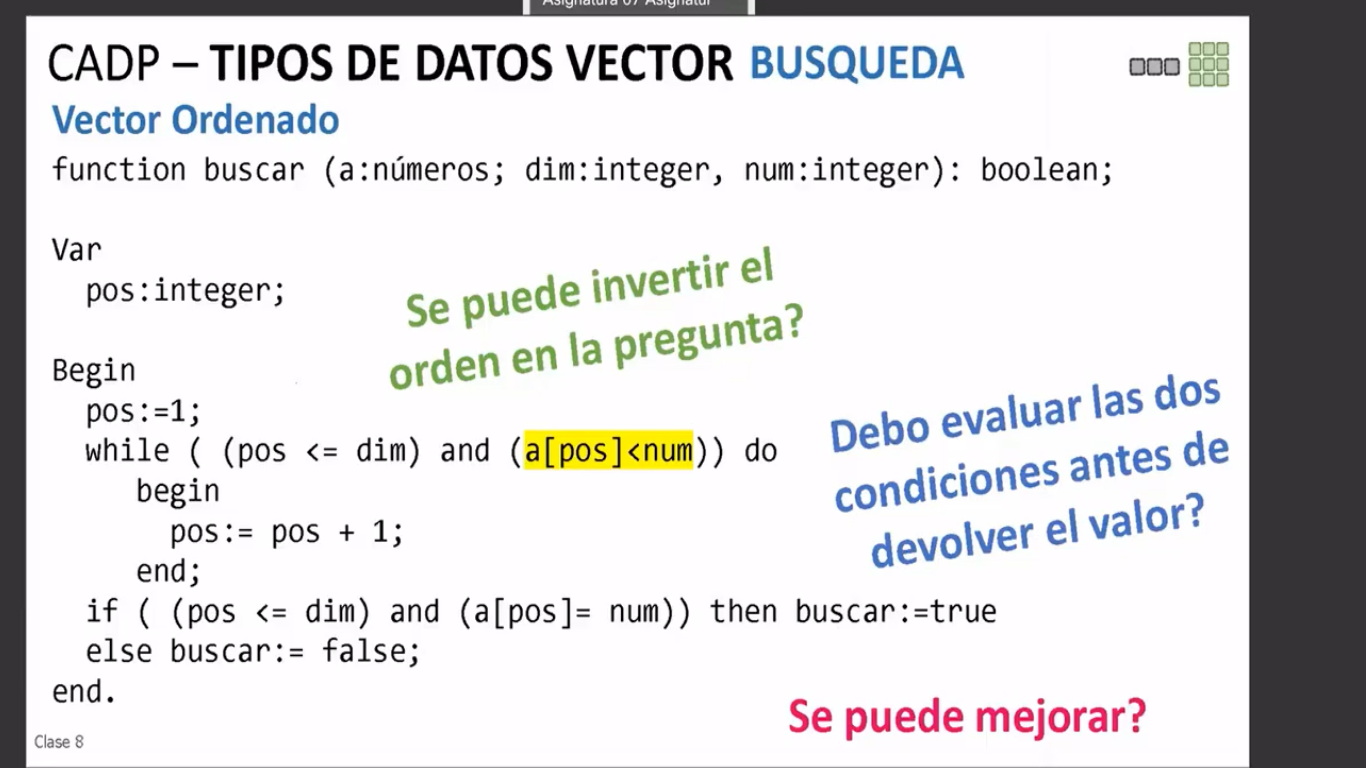 Asignatura 07 Asignatur
CADP – TIPOS DE DATOS VECTOR BUSQUEDA
Vector Ordenado
function buscar (a:números; dim:integer, num:integer): boolean;
Var
pos:integer;
Se puede invertir el
orden en la pregunta?
Begin
pos:=1;
while ( (pos <= dim) and (a[pos]<num)) do
begin
pos:= pos + 1;
end;
Debo evaluar las dos
condiciones antes de
devolver el valor?
if ( (pos <= dim) and (a[pos]= num)) then buscar:=true
else buscar:= false;
end.
Se puede mejorar?
Clase 8